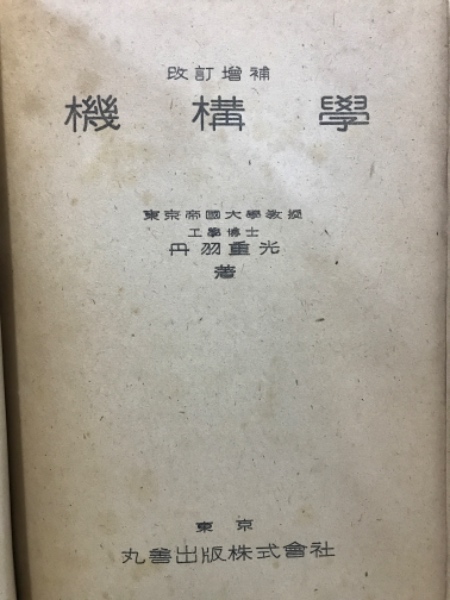 改訂增補
機構學
東京帝國大學敎授
工學博士
丹羽重光
著
東京
丸善出版株式會社